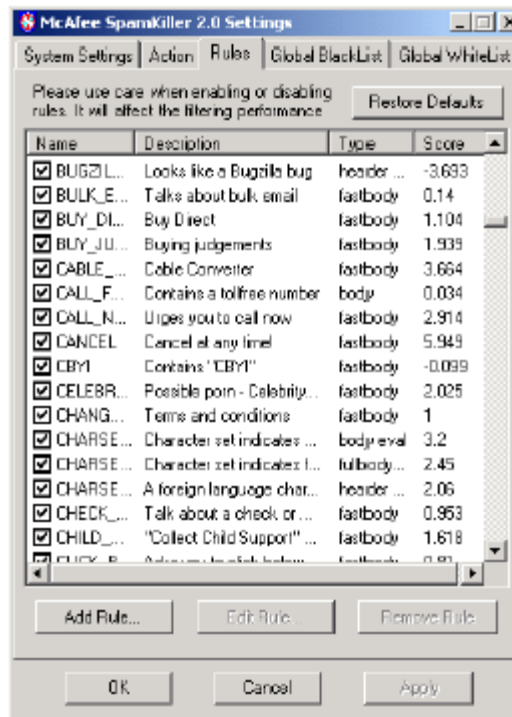 McAfee SpamKiller 2.0 Settings
System Settings Action Rules Global BlackList Global WhiteList
Please use care when enabling or disabling
rules. It will affect the filtering performance
Restore Defaults
Name Description Type Score
BUGZIL... Looks like a Bugzilla bug header ... -3.693
BULK_E... Talks about bulk email fastbody 0.14
BUY_DI... Buy Direct fastbody 1.104
BUY_JU... Buying judgements fastbody 1.939
CABLE_... Cable Converter fastbody 3.664
CALL_F... Contains a tollfree number body 0.034
CALL_N... Urges you to call now fastbody 2.914
CANCEL Cancel at any time! fastbody 5.949
CBYI Contains "CBYI" fastbody -0.099
CELEBR... Possible porn - Celebrity... fastbody 2.025
CHANG... Terms and conditions fastbody 1
CHARSE... Character set indicates ... body eval 3.2
CHARSE... Character set indicates f... fullbody... 2.45
CHARSE... A foreign language char... header ... 2.06
CHECK_... Talk about a check or ... fastbody 0.953
CHILD_... "Collect Child Support" ... fastbody 1.618
Add Rule... Edit Rule... Remove Rule
OK Cancel Apply